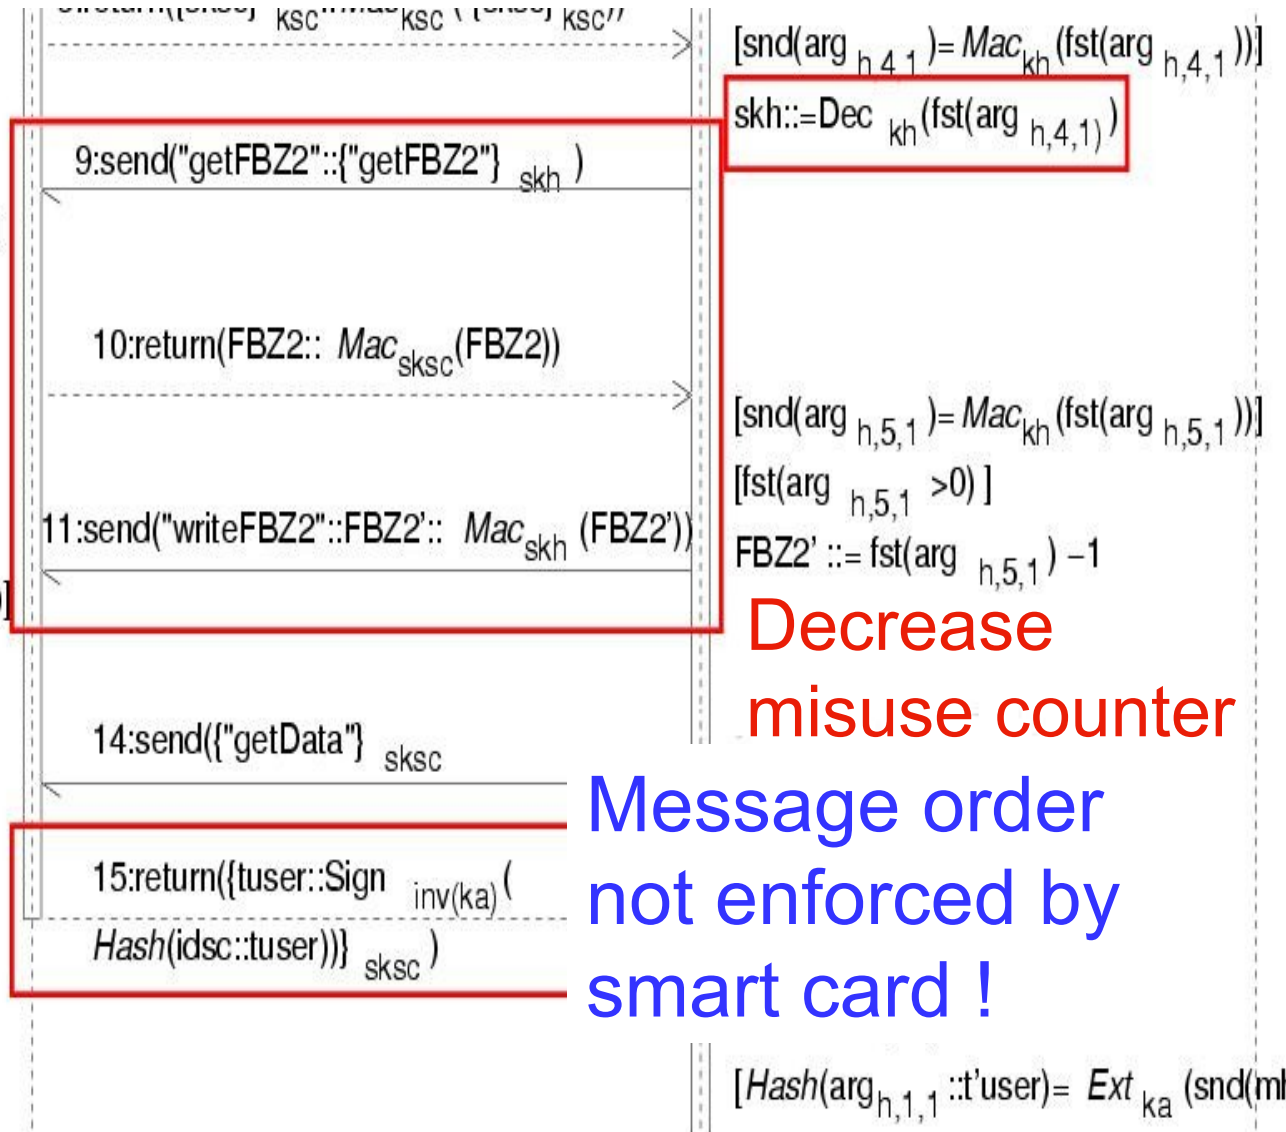 [snd(arg h,4,1 )= Mac kh (fst(arg h,4,1 ))]
skh::=Dec kh (fst(arg h,4,1) )
9:send("getFBZ2"::{"getFBZ2"} skh )
10:return(FBZ2:: Mac sksc (FBZ2))
[snd(arg h,5,1 )= Mac kh (fst(arg h,5,1 ))]
[fst(arg h,5,1 >0) ]
11:send("writeFBZ2"::FBZ2':: Mac skh (FBZ2'))
FBZ2' ::= fst(arg h,5,1 ) –1
Decrease
misuse counter
14:send({"getData"} sksc
Message order
not enforced by
smart card !
15:return({tuser::Sign inv(ka) (
Hash(idsc::tuser))} sksc )
[Hash(arg h,1,1 ::t'user)= Ext ka (snd(